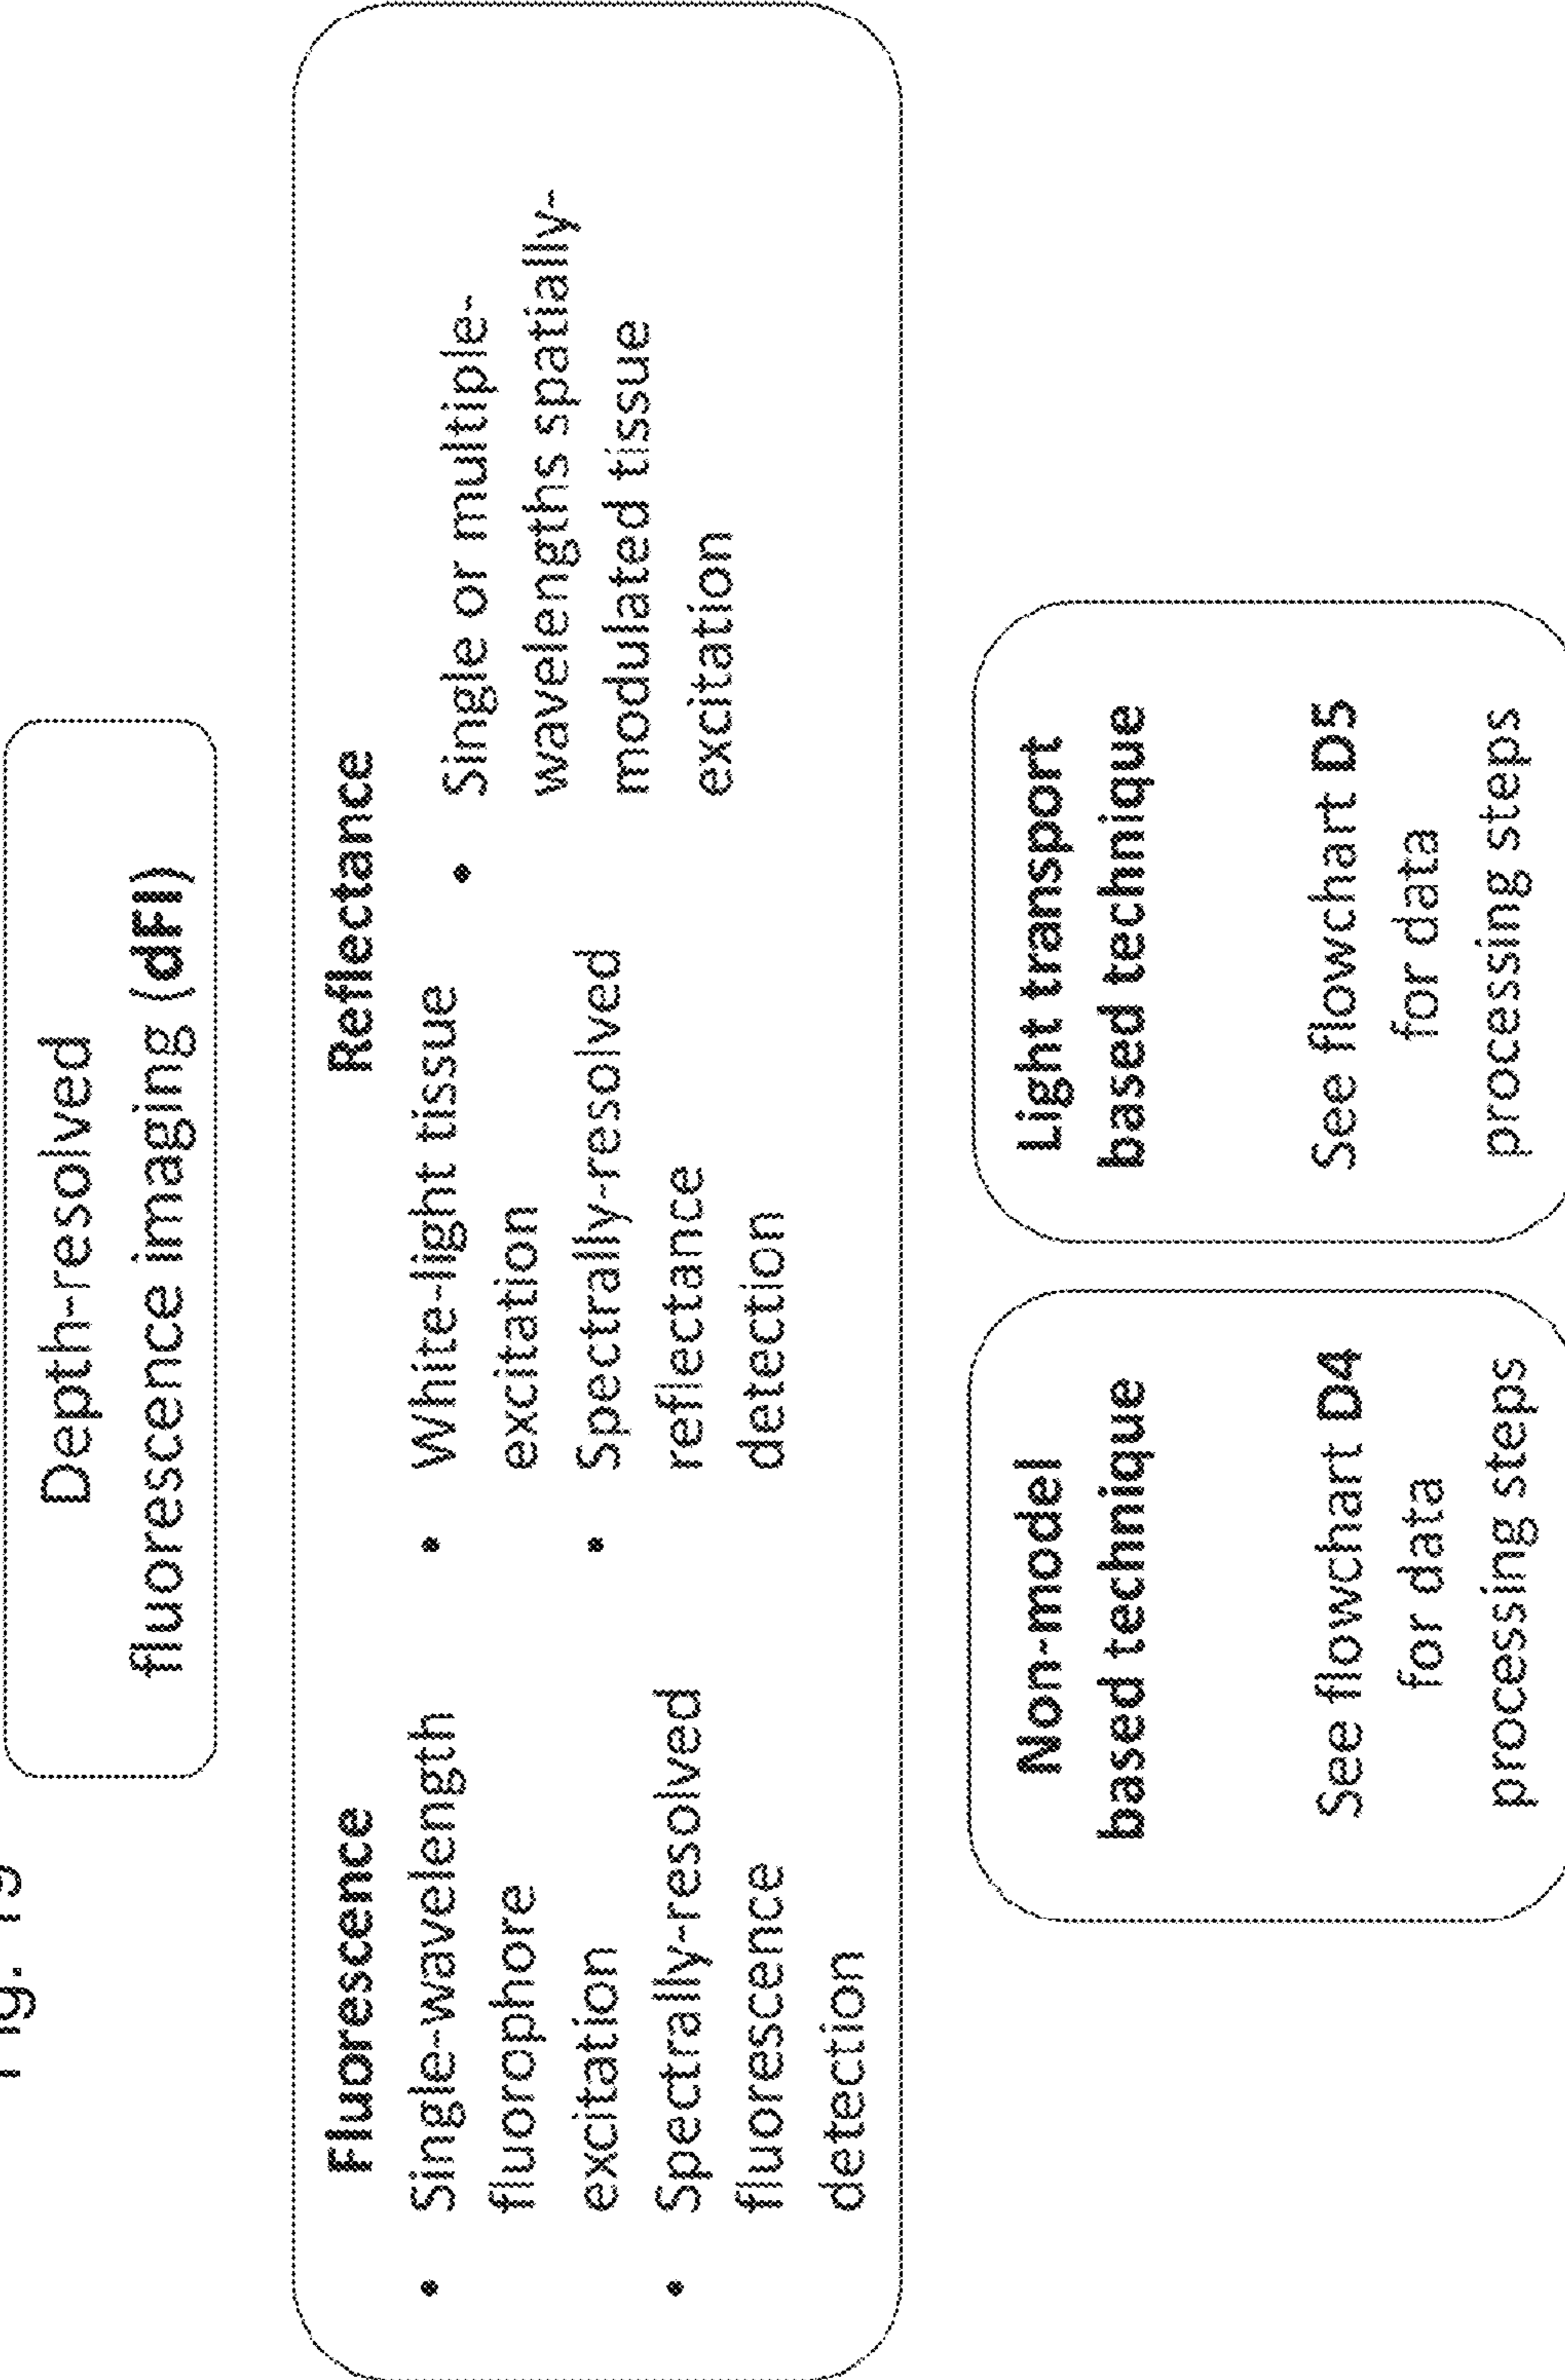 Fig. 19
Depth-resolved
fluorescence imaging (dFI)
Fluorescence
• Single-wavelength
fluorophore
excitation
• Spectrally-resolved
fluorescence
detection
Reflectance
• White-light tissue
excitation
• Spectrally-resolved
reflectance
detection
• Single or multiple-
wavelengths spatially-
modulated tissue
excitation
Non-model
based technique
See flowchart D4
for data
processing steps
Light transport
based technique
See flowchart D5
for data
processing steps